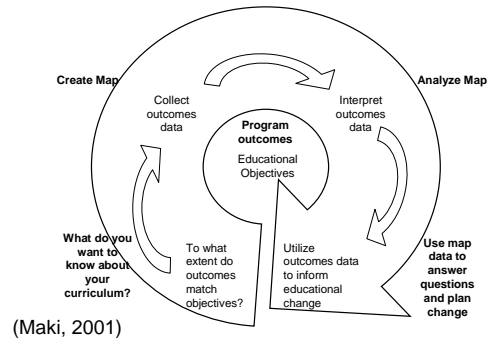 Create Map
Analyze Map
Collect
outcomes
data
Interpret
outcomes
data
Program
outcomes
Educational
Objectives
What do you
want to
know about
your
curriculum?
To what
extent do
outcomes
match
objectives?
Utilize
outcomes data
to inform
educational
change
Use map
data to
answer
questions
and plan
change
(Maki, 2001)